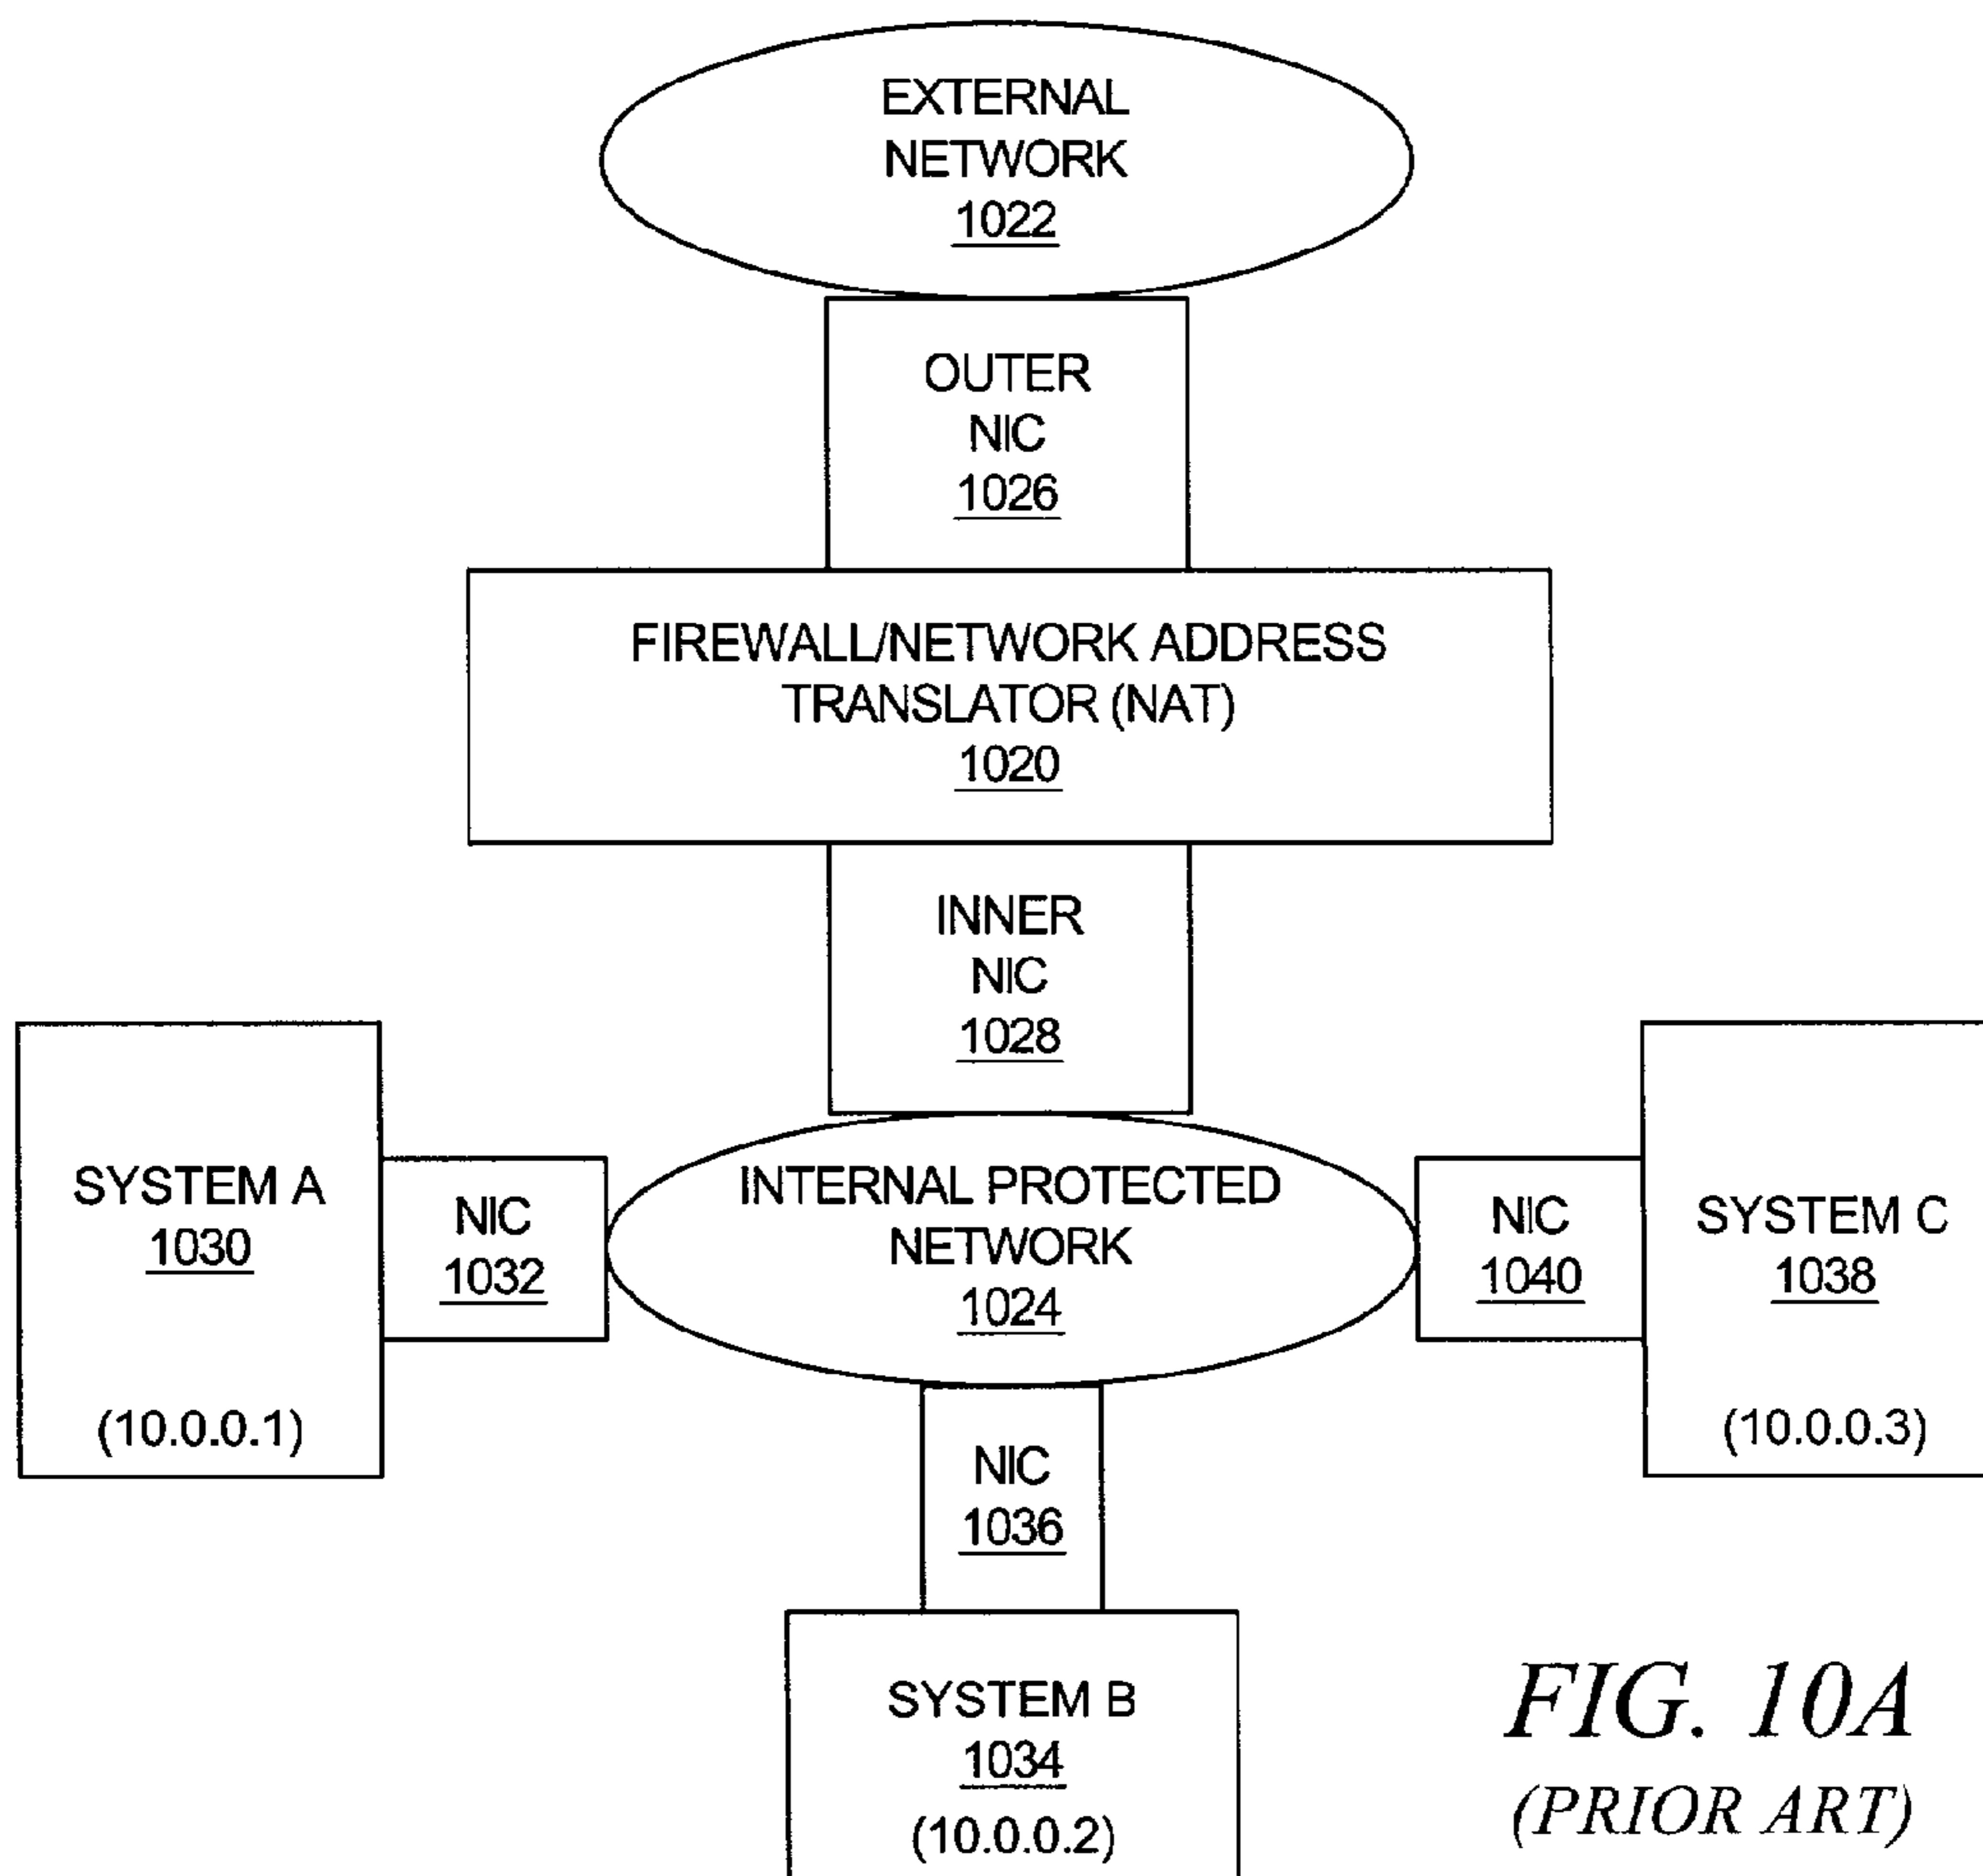 EXTERNAL
NETWORK
1022
OUTER
NIC
1026
FIREWALL/NETWORK ADDRESS
TRANSLATOR (NAT)
1020
INNER
NIC
1028
SYSTEM A
1030
(10.0.0.1)
NIC
1032
INTERNAL PROTECTED
NETWORK
1024
NIC
1040
SYSTEM C
1038
(10.0.0.3)
NIC
1036
SYSTEM B
1034
(10.0.0.2)
FIG. 10A
(PRIOR ART)